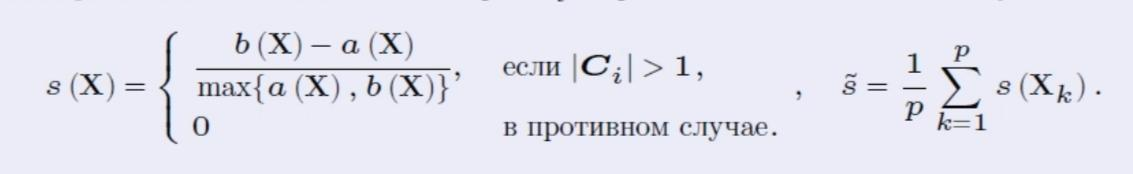 s (X) = { b (X) − a (X) / max{a (X) , b (X)}, если |C_i| > 1,
0 в противном случае.
, s̃ = 1/p ∑_{k=1}^{p} s (X_k) .